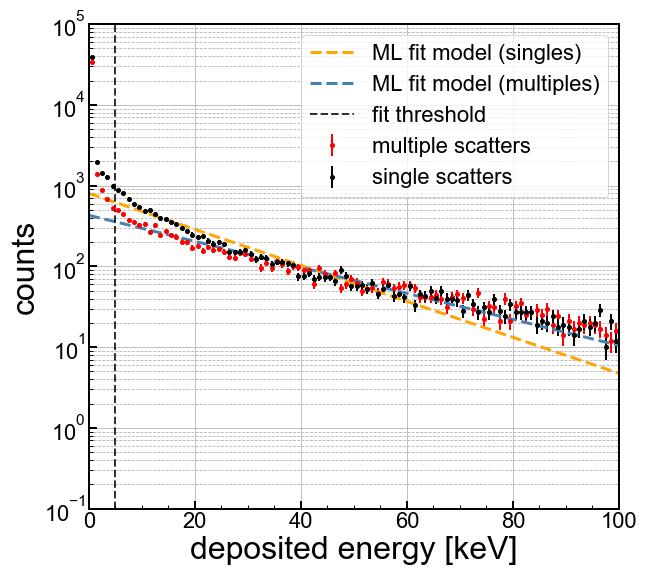 10^5
10^4
10^3
10^2
10^1
10^0
10^−1
counts
ML fit model (singles)
ML fit model (multiples)
fit threshold
multiple scatters
single scatters
0 20 40 60 80 100
deposited energy [keV]